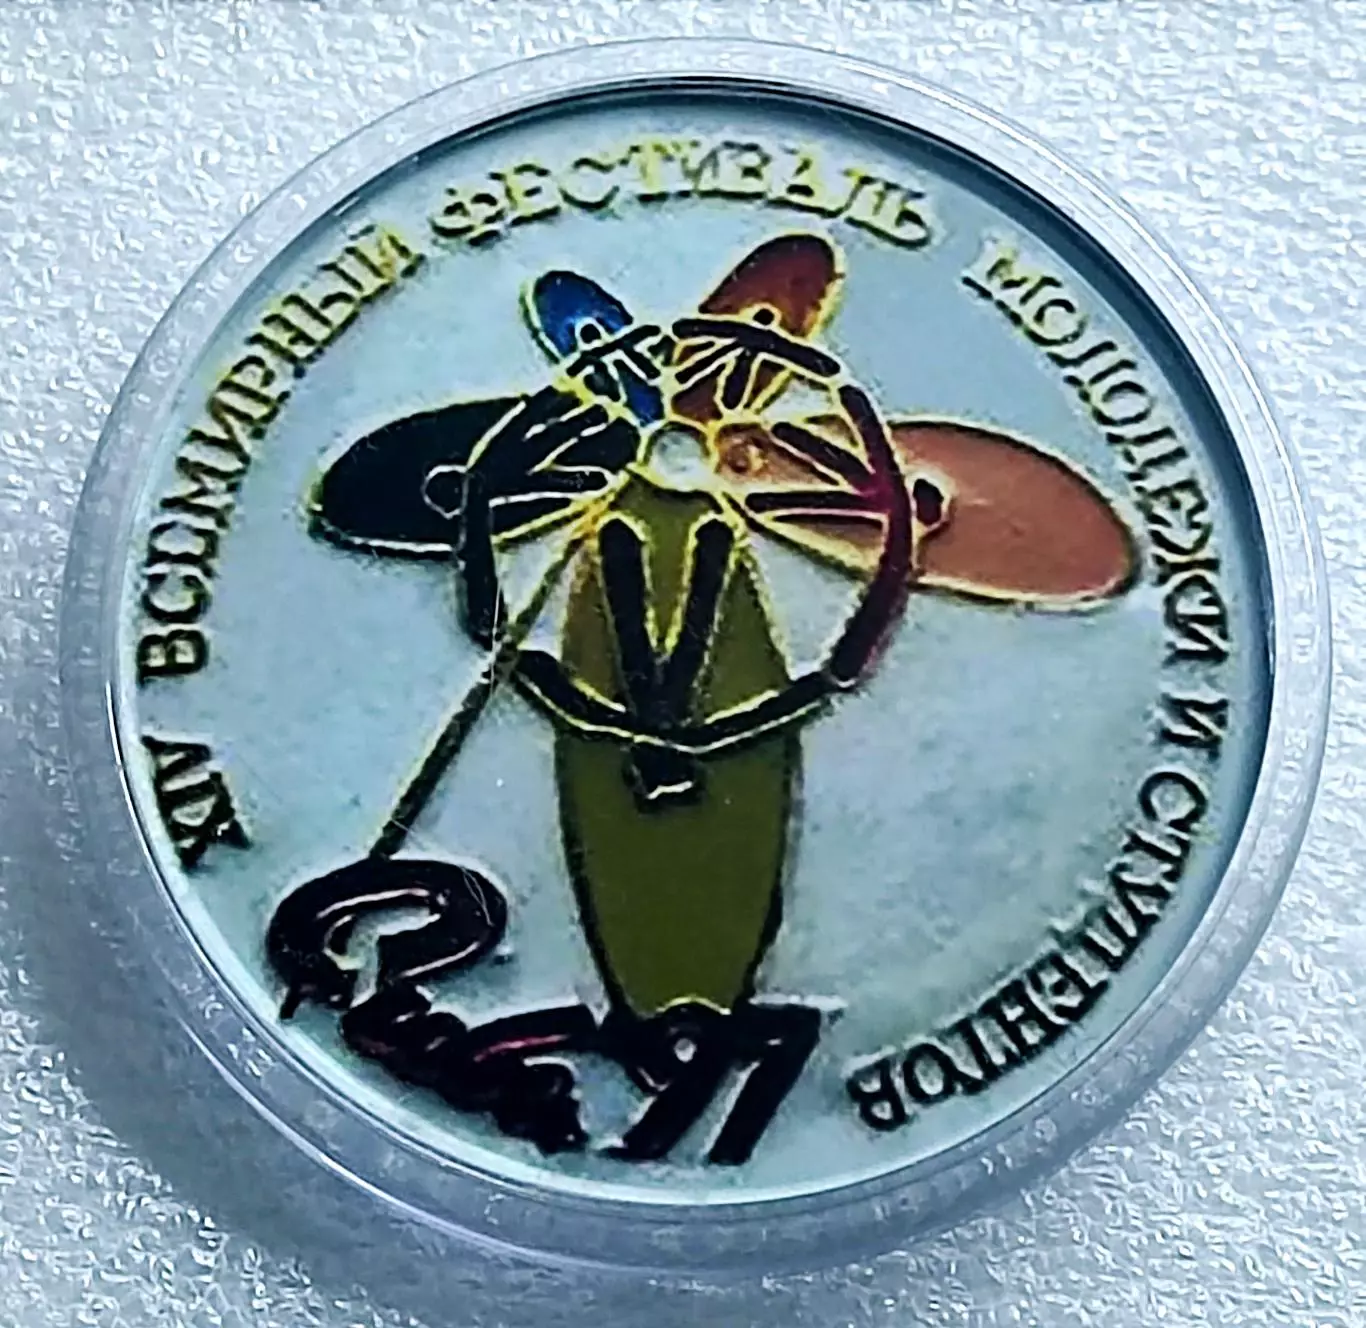 XIV ВСЕМИРНЫЙ ФЕСТИВАЛЬ МОЛОДЕЖИ И СТУДЕНТОВ
Cuba 97